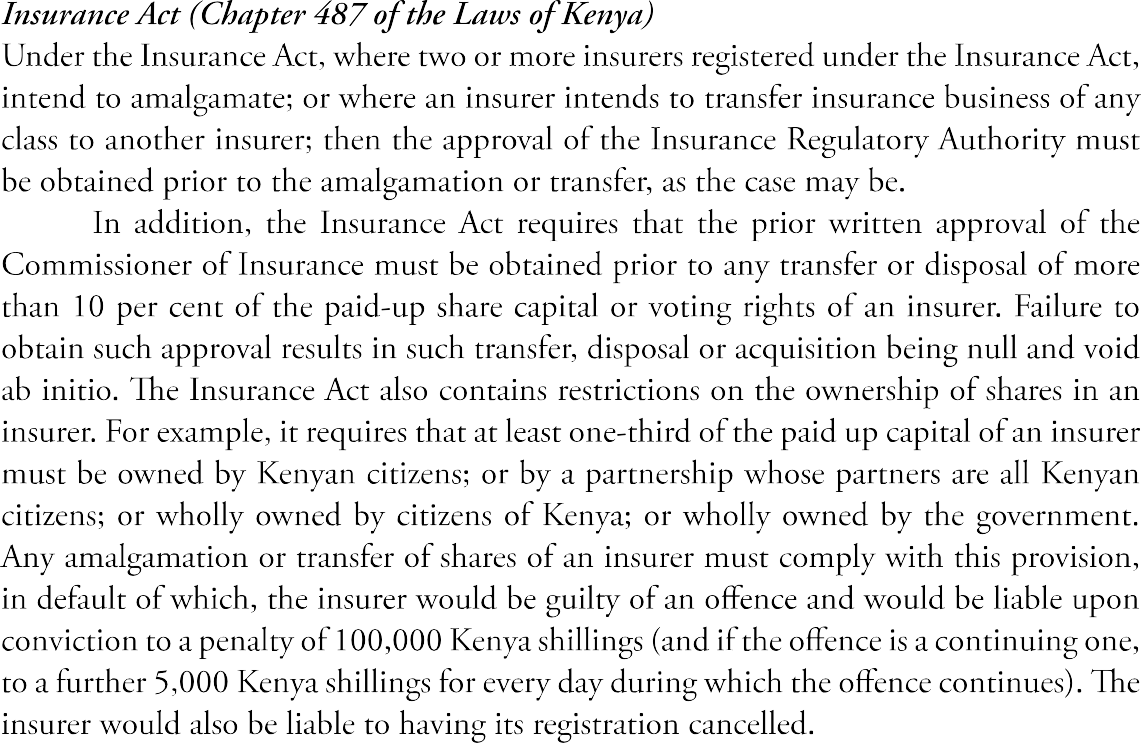 Insurance Act (Chapter 487 of the Laws of Kenya)
Under the Insurance Act, where two or more insurers registered under the Insurance Act,
intend to amalgamate; or where an insurer intends to transfer insurance business of any
class to another insurer; then the approval of the Insurance Regulatory Authority must
be obtained prior to the amalgamation or transfer, as the case may be.
In addition, the Insurance Act requires that the prior written approval of the
Commissioner of Insurance must be obtained prior to any transfer or disposal of more
than 10 per cent of the paid-up share capital or voting rights of an insurer. Failure to
obtain such approval results in such transfer, disposal or acquisition being null and void
ab initio. The Insurance Act also contains restrictions on the ownership of shares in an
insurer. For example, it requires that at least one-third of the paid up capital of an insurer
must be owned by Kenyan citizens; or by a partnership whose partners are all Kenyan
citizens; or wholly owned by citizens of Kenya; or wholly owned by the government.
Any amalgamation or transfer of shares of an insurer must comply with this provision,
in default of which, the insurer would be guilty of an offence and would be liable upon
conviction to a penalty of 100,000 Kenya shillings (and if the offence is a continuing one,
to a further 5,000 Kenya shillings for every day during which the offence continues). The
insurer would also be liable to having its registration cancelled.